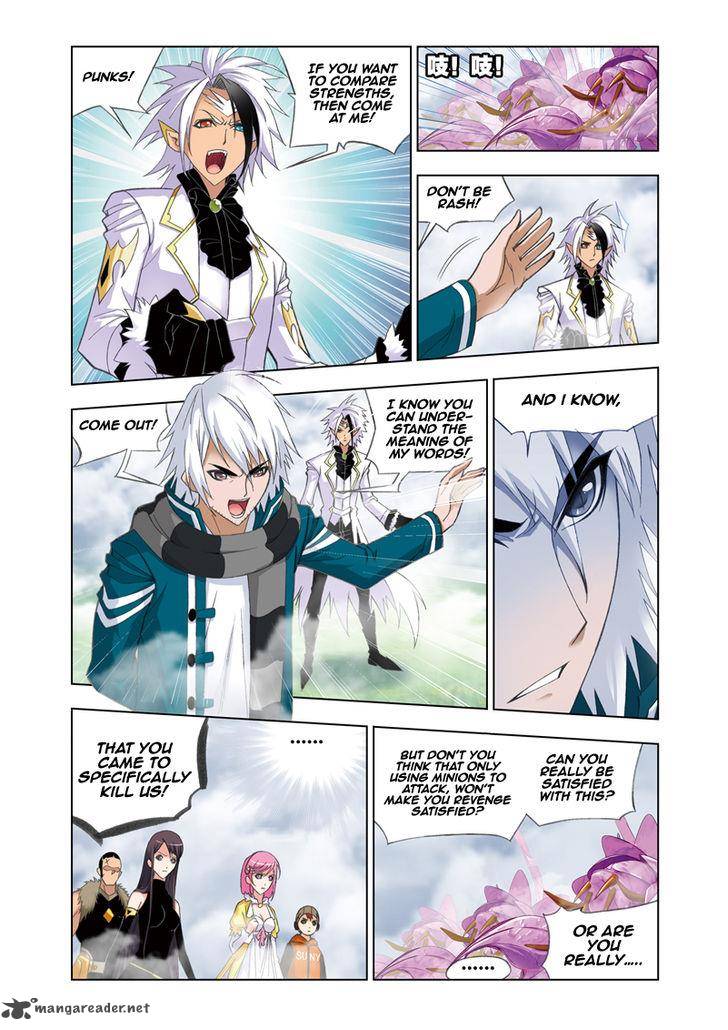 PUNKS!
IF YOU WANT
TO COMPARE
STRENGTHS,
THEN COME
AT ME!
吱! 吱!
DON'T BE
RASH!
COME OUT!
I KNOW YOU
CAN UNDER-
STAND THE
MEANING OF
MY WORDS!
AND I KNOW,
THAT YOU
CAME TO
SPECIFICALLY
KILL US!
......
SUNY
BUT DON'T YOU
THINK THAT ONLY
USING MINIONS TO
ATTACK, WON'T
MAKE YOU REVENGE
SATISFIED?
CAN YOU
REALLY BE
SATISFIED
WITH THIS?
......
OR ARE
YOU
REALLY.....
mangareader.net